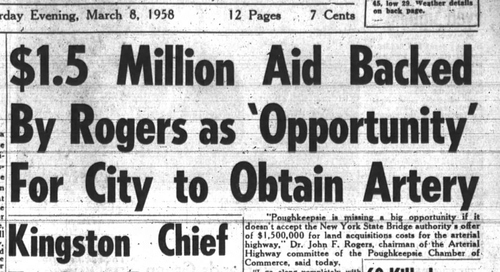 rday Evening, March 8, 1958 12 Pages 7 Cents
45, low 29. Weather details
on back page.
$1.5 Million Aid Backed
By Rogers as 'Opportunity'
For City to Obtain Artery
"Poughkeepsie is missing a big opportunity if it
doesn't accept the New York State Bridge authority's offer
of $1,500,000 for land acquisitions costs for the arterial
highway," Dr. John F. Rogers, chairman of the Arterial
Highway committee of the Poughkeepsie Chamber of
Commerce, said today.
Kingston Chief